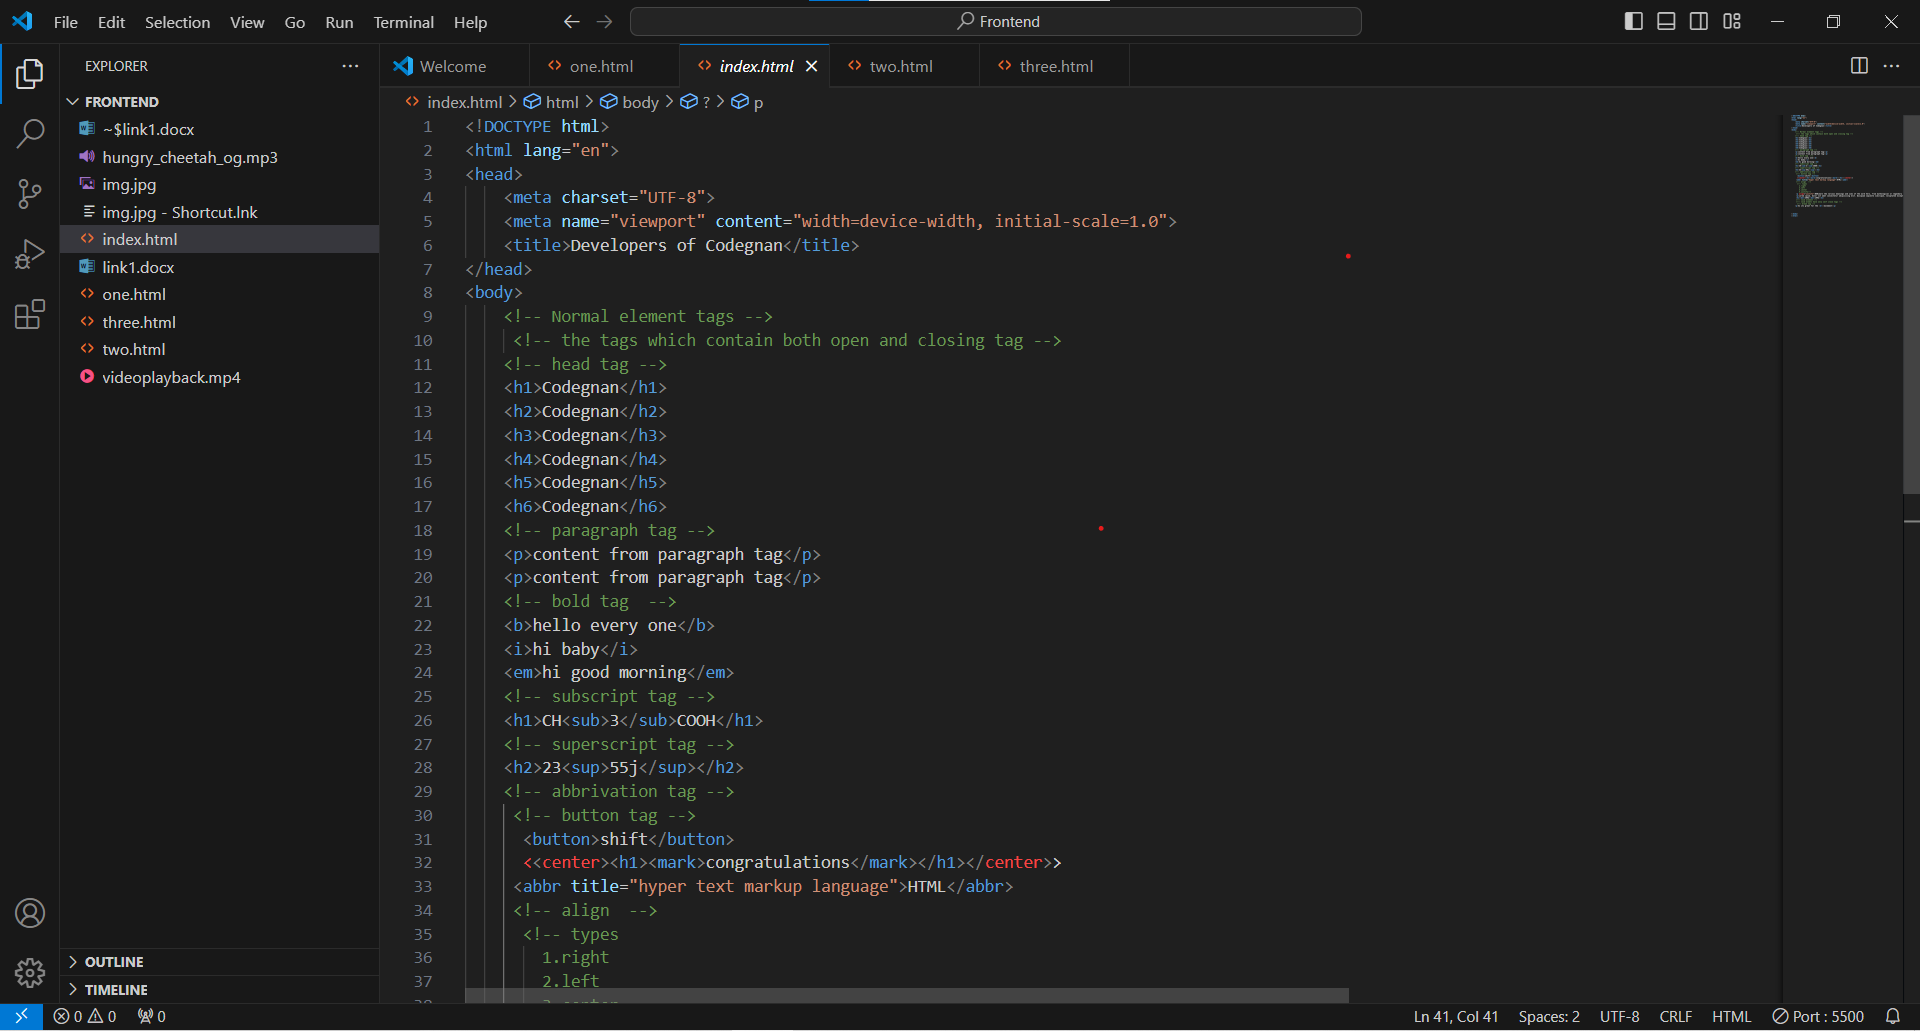 File Edit Selection View Go Run Terminal Help
Frontend
EXPLORER
FRONTEND
~$link1.docx
hungry_cheetah_og.mp3
img.jpg
img.jpg - Shortcut.lnk
index.html
link1.docx
one.html
three.html
two.html
videoplayback.mp4
OUTLINE
TIMELINE
Welcome one.html index.html two.html three.html
index.html > html > body > ? > p
1 <!DOCTYPE html>
2 <html lang="en">
3 <head>
4 <meta charset="UTF-8">
5 <meta name="viewport" content="width=device-width, initial-scale=1.0">
6 <title>Developers of Codegnan</title>
7 </head>
8 <body>
9 <!-- Normal element tags -->
10 <!-- the tags which contain both open and closing tag -->
11 <!-- head tag -->
12 <h1>Codegnan</h1>
13 <h2>Codegnan</h2>
14 <h3>Codegnan</h3>
15 <h4>Codegnan</h4>
16 <h5>Codegnan</h5>
17 <h6>Codegnan</h6>
18 <!-- paragraph tag -->
19 <p>content from paragraph tag</p>
20 <p>content from paragraph tag</p>
21 <!-- bold tag  -->
22 <b>hello every one</b>
23 <i>hi baby</i>
24 <em>hi good morning</em>
25 <!-- subscript tag -->
26 <h1>CH<sub>3</sub>COOH</h1>
27 <!-- superscript tag -->
28 <h2>23<sup>55j</sup></h2>
29 <!-- abbrivation tag -->
30 <!-- button tag -->
31 <button>shift</button>
32 <<center><h1><mark>congratulations</mark></h1></center>>
33 <abbr title="hyper text markup language">HTML</abbr>
34 <!-- align  -->
35 <!-- types
36 1.right
37 2.left
0 0 0 Ln 41, Col 41 Spaces: 2 UTF-8 CRLF HTML Port : 5500